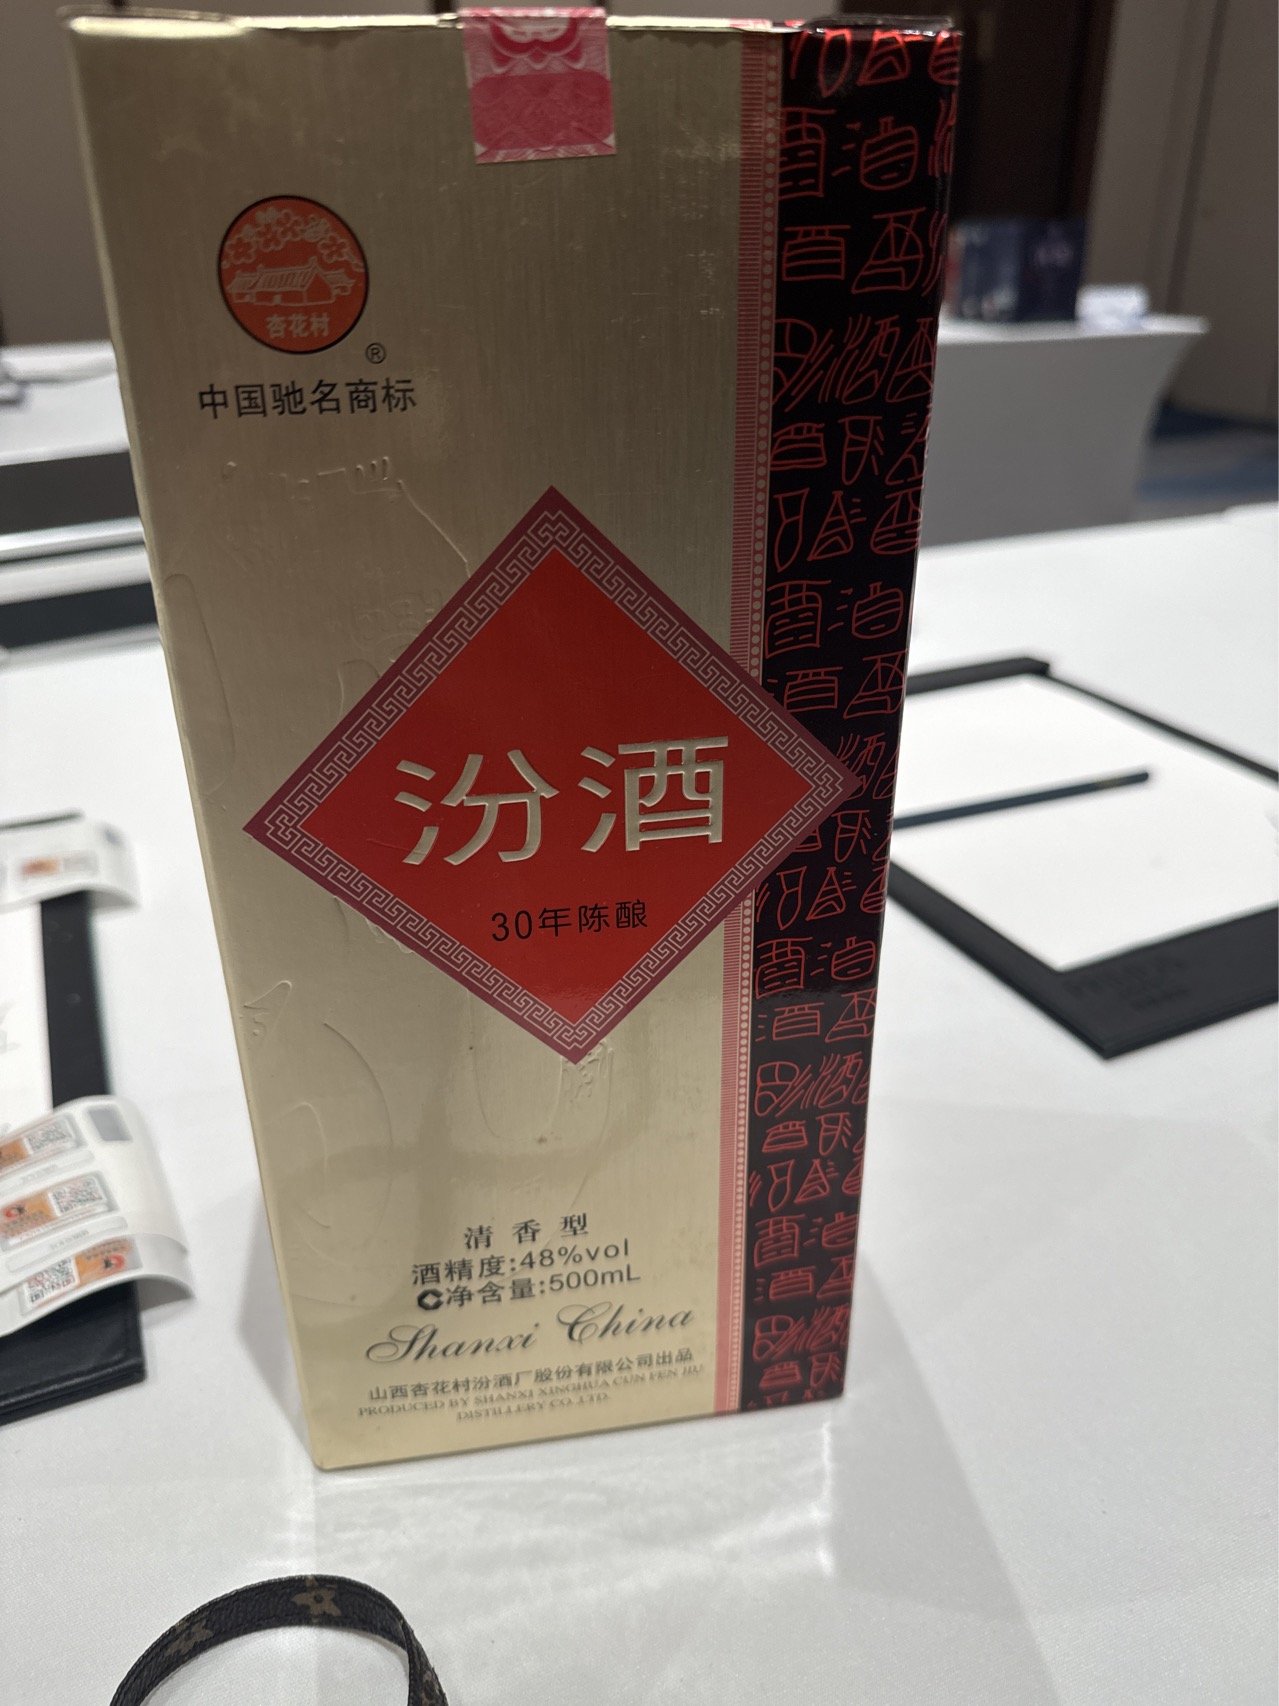 杏花村
®
中国驰名商标
汾酒
30年陈酿
清香型
酒精度:48%vol
净含量:500mL
Shanxi China
山西杏花村汾酒厂股份有限公司出品
PRODUCED BY SHANXI XINGHUA CUN FEN JIU
DISTILLERY CO.,LTD.